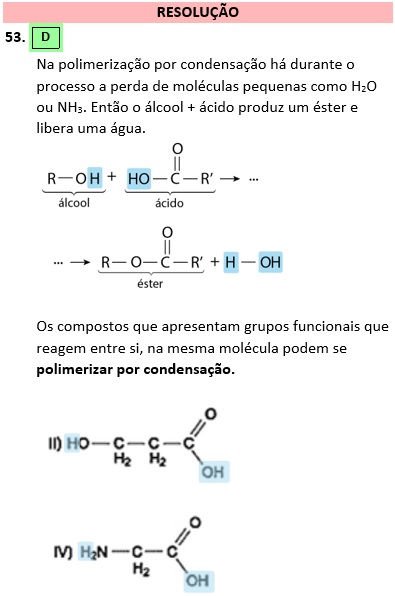 RESOLUÇÃO
53. D
Na polimerização por condensação há durante o
processo a perda de moléculas pequenas como H₂O
ou NH₃. Então o álcool + ácido produz um éster e
libera uma água.
O
||
R—OH + HO—C—R' → ...
álcool ácido
O
||
... → R—O—C—R' + H—OH
éster
Os compostos que apresentam grupos funcionais que
reagem entre si, na mesma molécula podem se
polimerizar por condensação.
O
II) HO—C—C—C
H₂ H₂ OH
O
IV) H₂N—C—C
H₂
OH